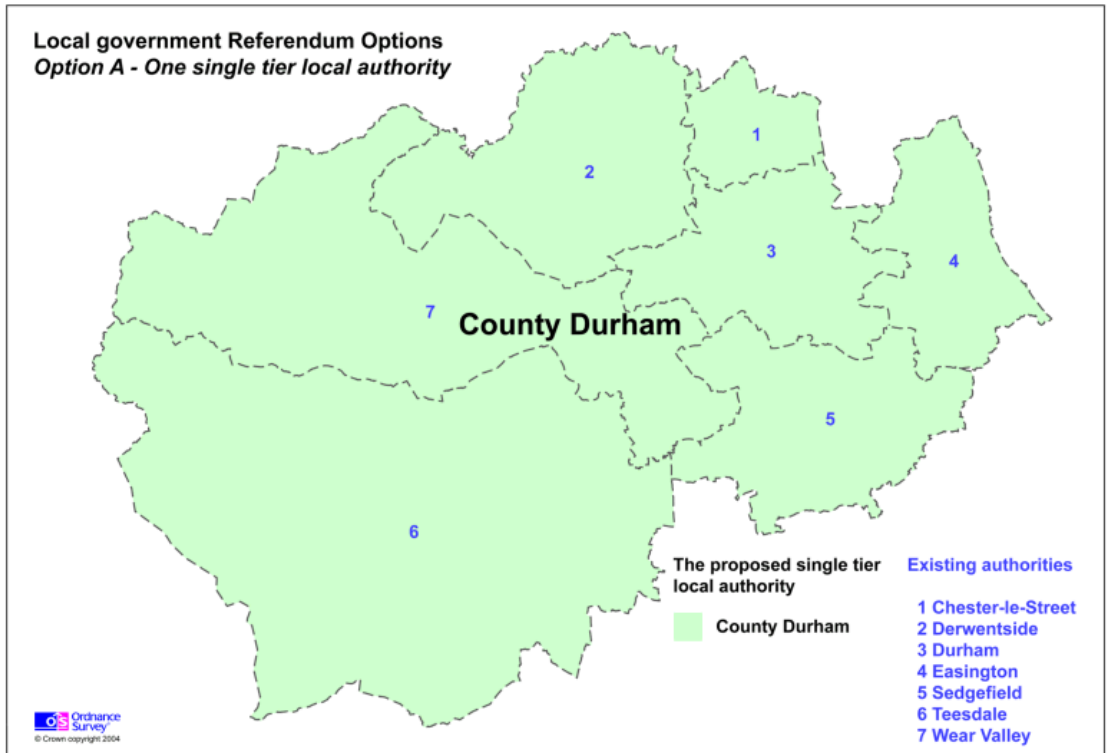 Local government Referendum Options
Option A - One single tier local authority
1
2
3
4
7
County Durham
5
6
The proposed single tier
local authority
County Durham
Existing authorities
1 Chester-le-Street
2 Derwentside
3 Durham
4 Easington
5 Sedgefield
6 Teesdale
7 Wear Valley
OS Ordnance
Survey
© Crown copyright 2004